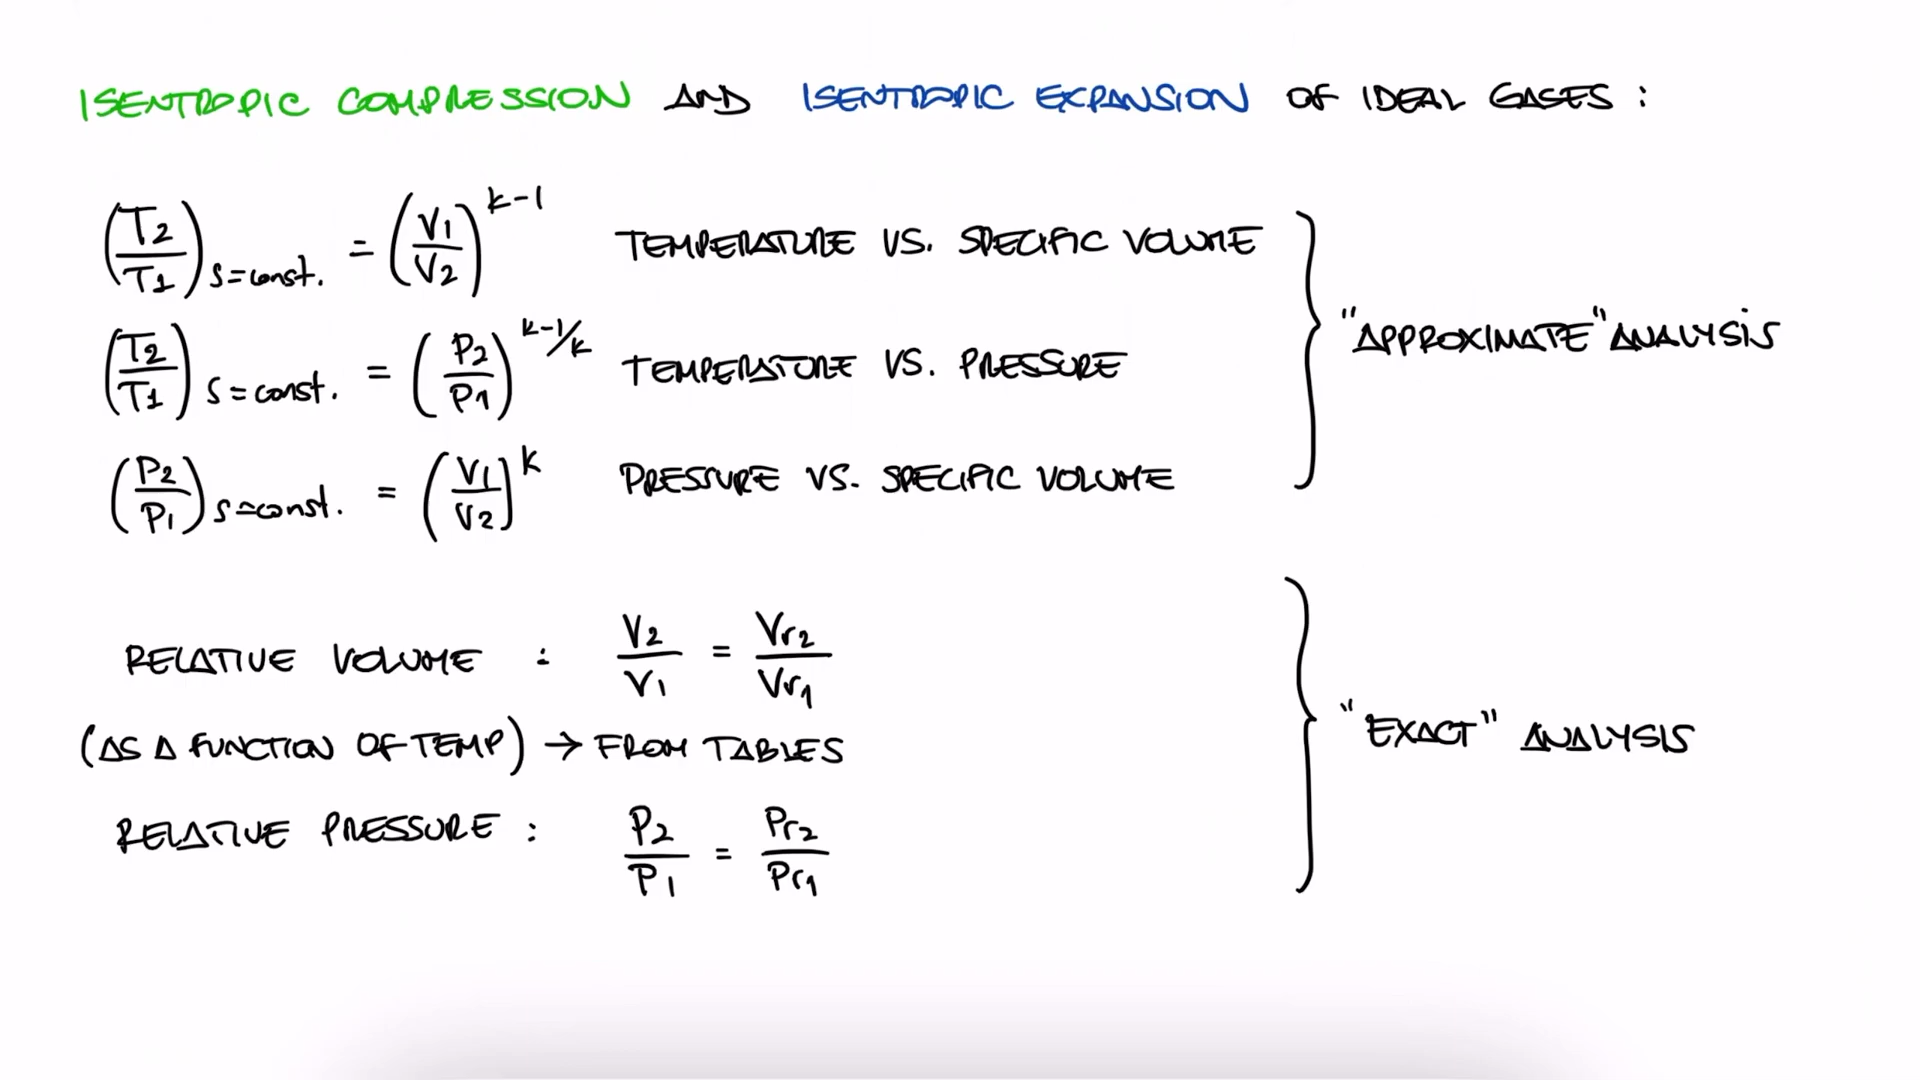 ISENTROPIC COMPRESSION AND ISENTROPIC EXPANSION OF IDEAL GASES :
(T2/T1)s=const. = (V1/V2)^k-1 TEMPERATURE VS. SPECIFIC VOLUME
(T2/T1)s=const. = (P2/P1)^k-1/k TEMPERATURE VS. PRESSURE
"APPROXIMATE" ANALYSIS
(P2/P1)s=const. = (V1/V2)^k PRESSURE VS. SPECIFIC VOLUME
RELATIVE VOLUME : V2/V1 = Vr2/Vr1
(AS A FUNCTION OF TEMP) → FROM TABLES
"EXACT" ANALYSIS
RELATIVE PRESSURE : P2/P1 = Pr2/Pr1